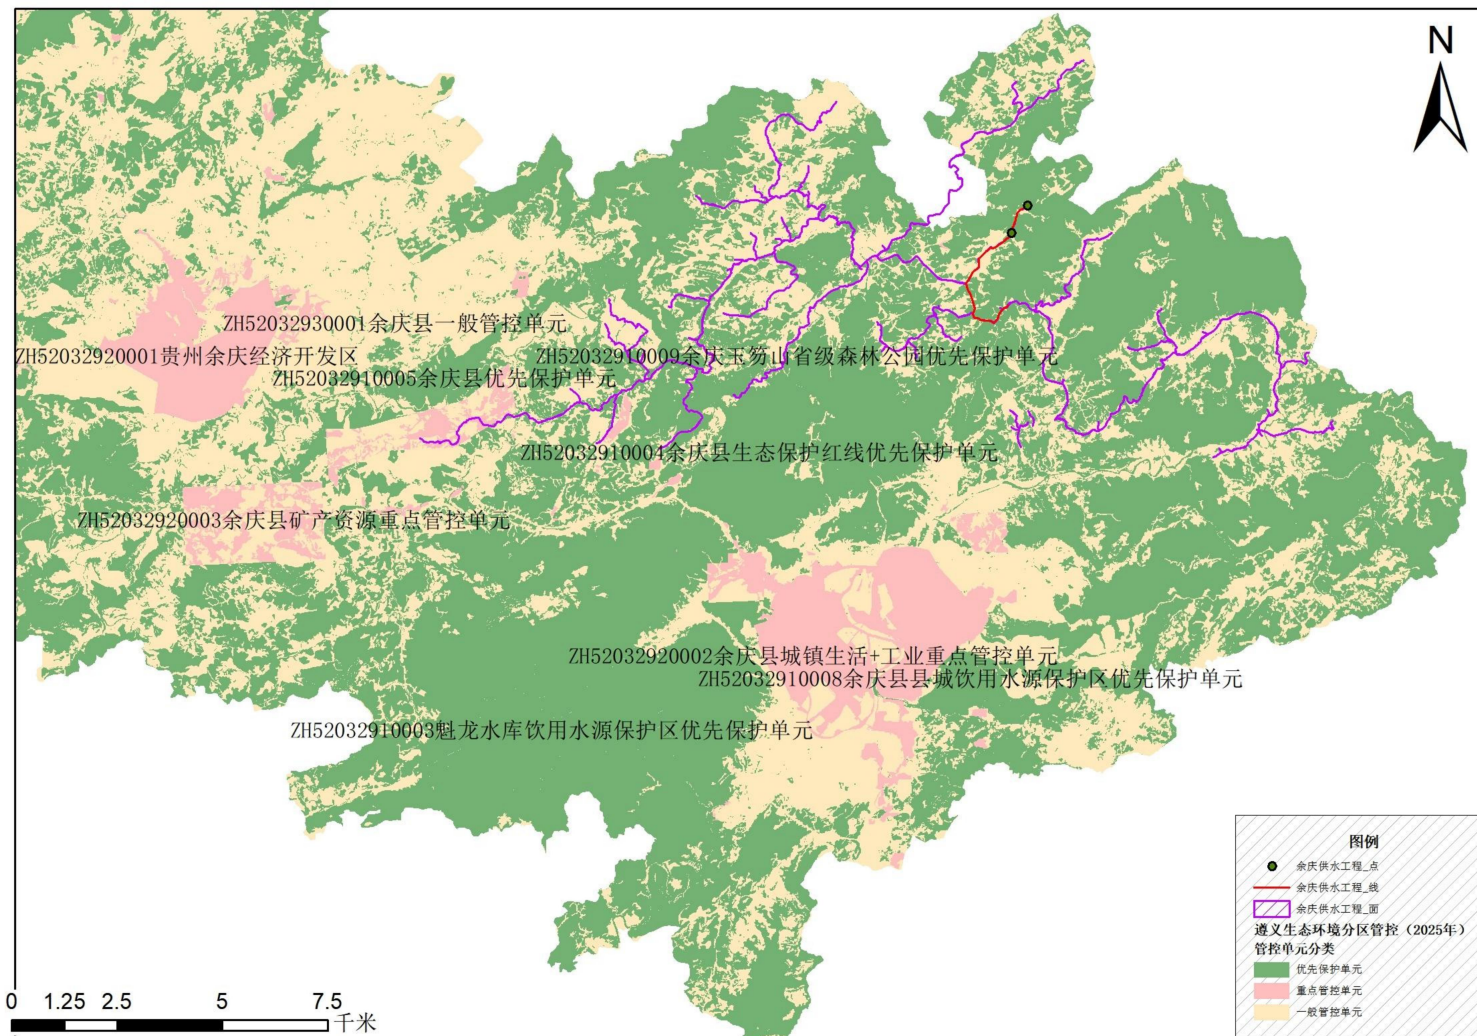 N
ZH52032930001余庆县一般管控单元
ZH52032920001贵州余庆经济开发区
ZH52032910009余庆玉笏山省级森林公园优先保护单元
ZH52032910005余庆县优先保护单元
ZH52032910004余庆县生态保护红线优先保护单元
ZH52032920003余庆县矿产资源重点管控单元
ZH52032920002余庆县城镇生活+工业重点管控单元
ZH52032910008余庆县县城饮用水源保护区优先保护单元
ZH52032910003魁龙水库饮用水源保护区优先保护单元
图例
余庆供水工程_点
余庆供水工程_线
余庆供水工程_面
遵义生态环境分区管控（2025年）
管控单元分类
优先保护单元
重点管控单元
一般管控单元
0 1.25 2.5 5 7.5
千米